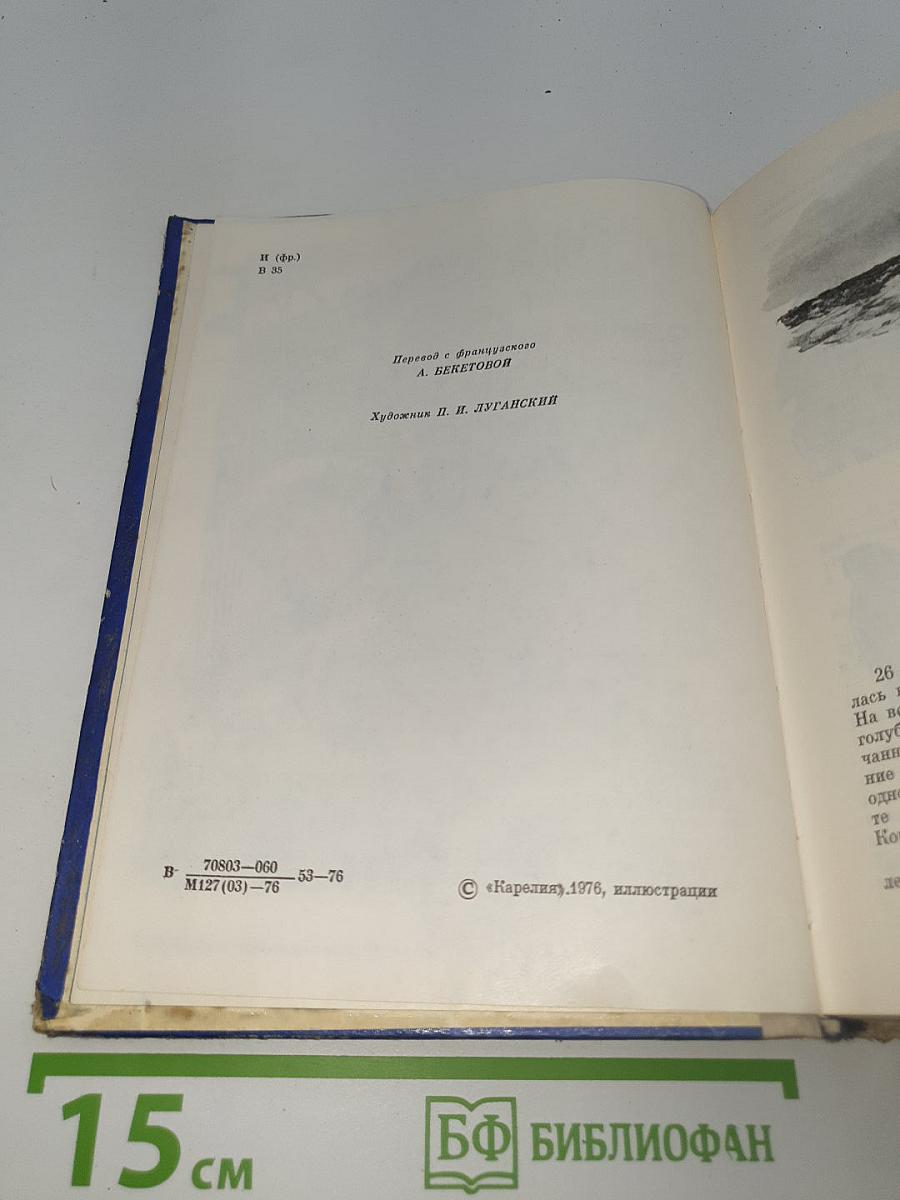 И (фр.)
В 35
Перевод с французского
А. БЕКЕТОВОЙ
Художник П. И. ЛУГАНСКИЙ
В- 70803—060
М127(03)—76 53—76
© «Карелия», 1976, иллюстрации
26
лась
На
голуб
чанн
ние
одно
те
Ко
ле
15 см
БФ БИБЛИОФАН